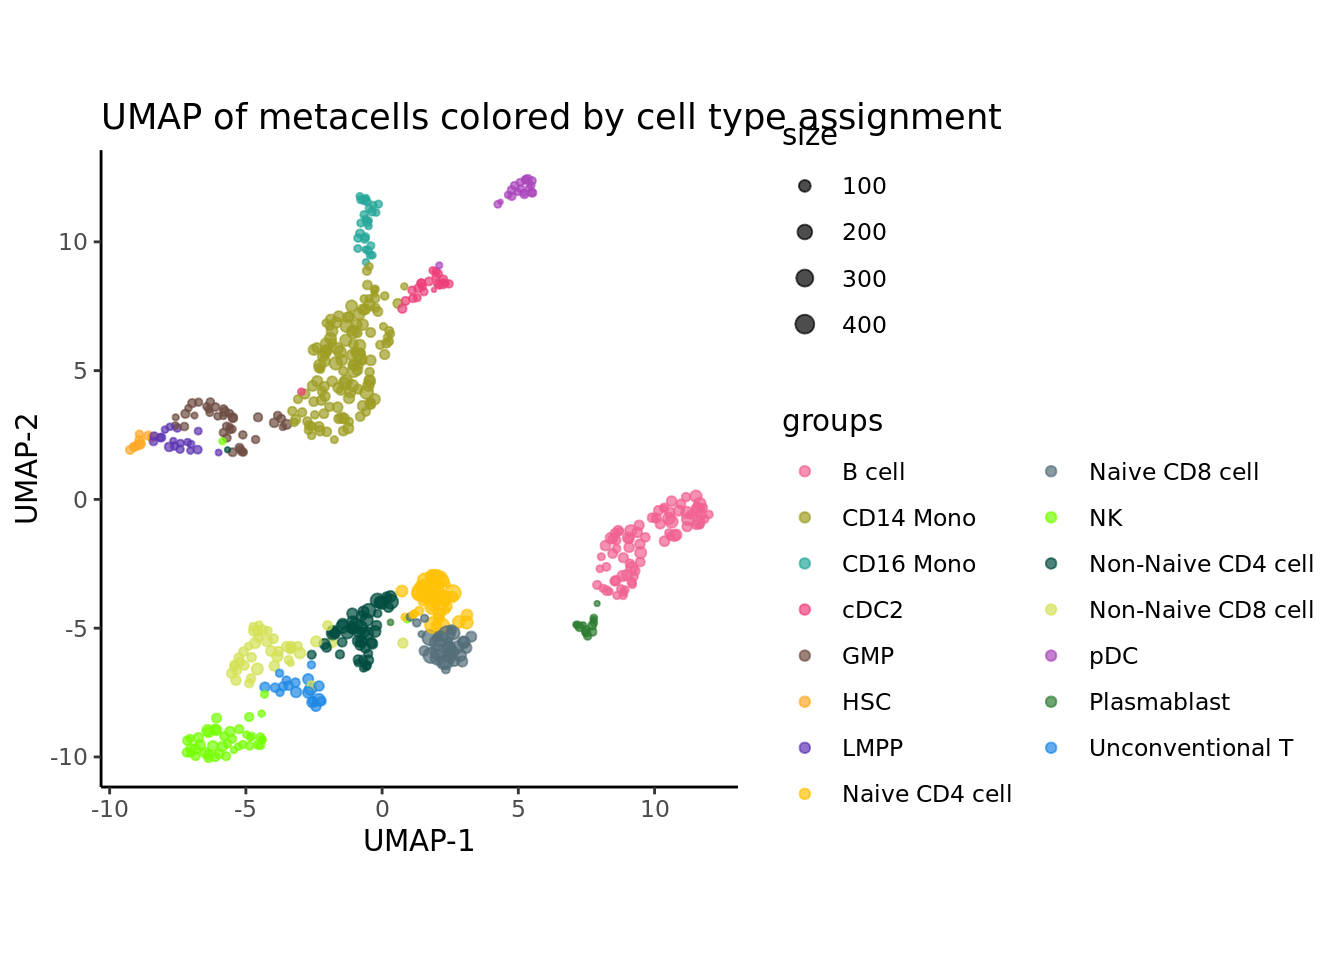 UMAP of metacells colored by cell type assignment
size
100
200
300
400
groups
B cell
CD14 Mono
CD16 Mono
cDC2
GMP
HSC
LMPP
Naive CD4 cell
Naive CD8 cell
NK
Non-Naive CD4 cell
Non-Naive CD8 cell
pDC
Plasmablast
Unconventional T
UMAP-2
10
5
0
-5
-10
-10 -5 0 5 10
UMAP-1